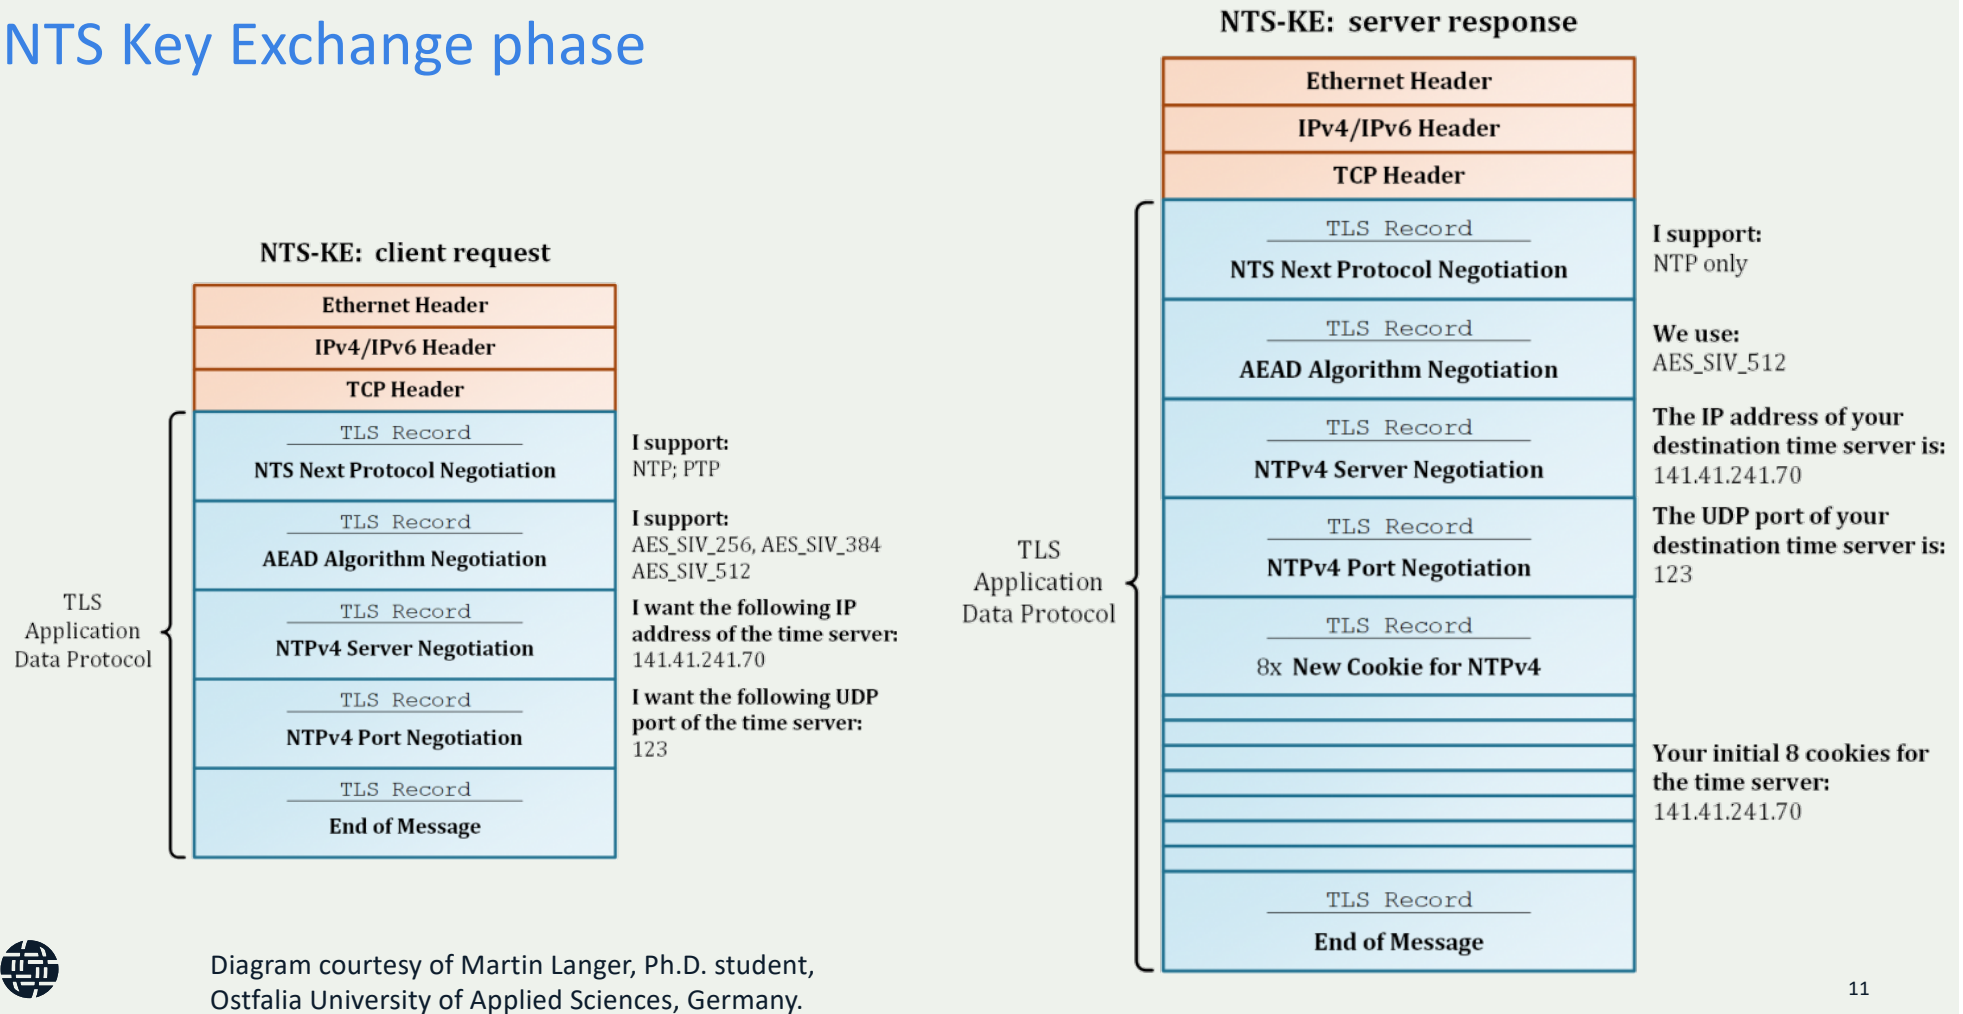 NTS Key Exchange phase
NTS-KE: client request
Ethernet Header
IPv4/IPv6 Header
TCP Header
TLS Record
NTS Next Protocol Negotiation
I support:
NTP; PTP
TLS Record
AEAD Algorithm Negotiation
I support:
AES_SIV_256, AES_SIV_384
AES_SIV_512
TLS Record
NTPv4 Server Negotiation
I want the following IP
address of the time server:
141.41.241.70
TLS Record
NTPv4 Port Negotiation
I want the following UDP
port of the time server:
123
TLS Record
End of Message
TLS
Application
Data Protocol
NTS-KE: server response
Ethernet Header
IPv4/IPv6 Header
TCP Header
TLS Record
NTS Next Protocol Negotiation
I support:
NTP only
TLS Record
AEAD Algorithm Negotiation
We use:
AES_SIV_512
TLS Record
NTPv4 Server Negotiation
The IP address of your
destination time server is:
141.41.241.70
TLS Record
NTPv4 Port Negotiation
The UDP port of your
destination time server is:
123
TLS Record
8x New Cookie for NTPv4
Your initial 8 cookies for
the time server:
141.41.241.70
TLS Record
End of Message
TLS
Application
Data Protocol
Diagram courtesy of Martin Langer, Ph.D. student,
Ostfalia University of Applied Sciences, Germany.
11